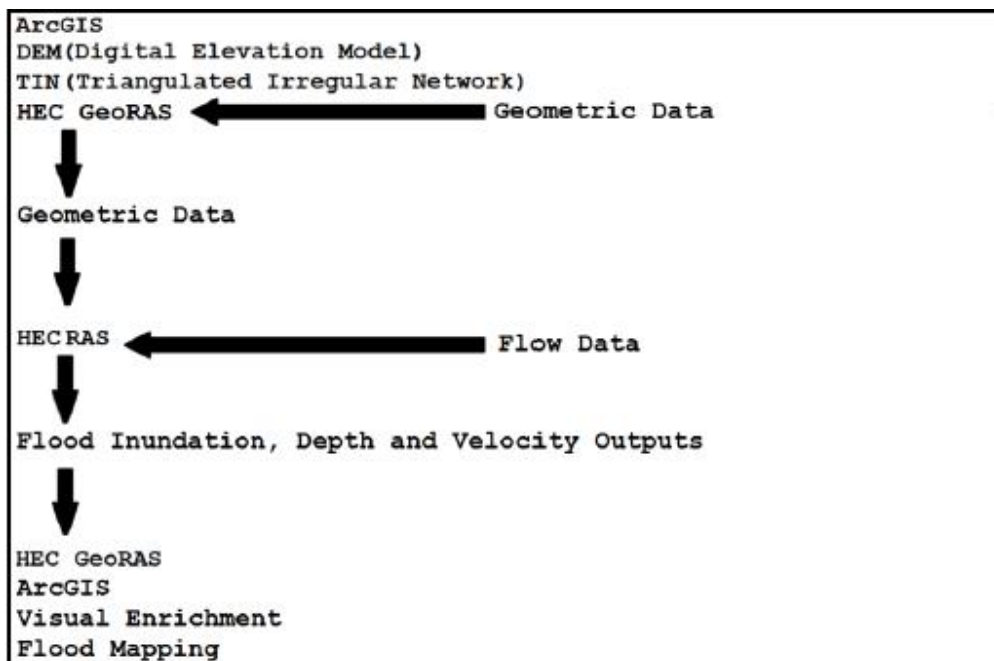 ArcGIS
DEM(Digital Elevation Model)
TIN(Triangulated Irregular Network)
HEC GeoRAS
Geometric Data
Geometric Data
HEC RAS
Flow Data
Flood Inundation, Depth and Velocity Outputs
HEC GeoRAS
ArcGIS
Visual Enrichment
Flood Mapping